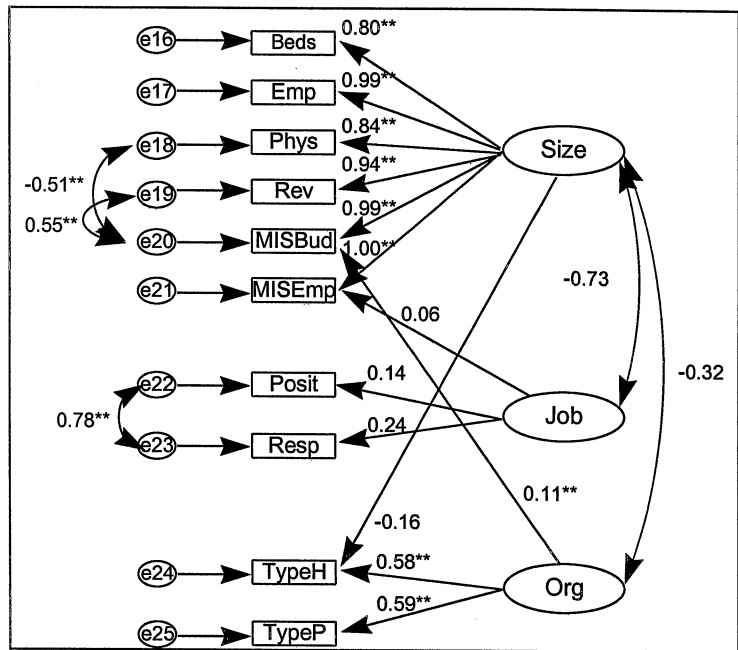 e16 Beds 0.80**
e17 Emp 0.99**
Size
e18 Phys 0.84**
-0.51**
e19 Rev 0.94**
0.55**
e20 MISBud 0.99**
e21 MISEmp 1.00**
-0.73
0.06
-0.32
e22 Posit 0.14
0.78**
Job
e23 Resp 0.24
0.11**
-0.16
e24 TypeH 0.58**
Org
e25 TypeP 0.59**